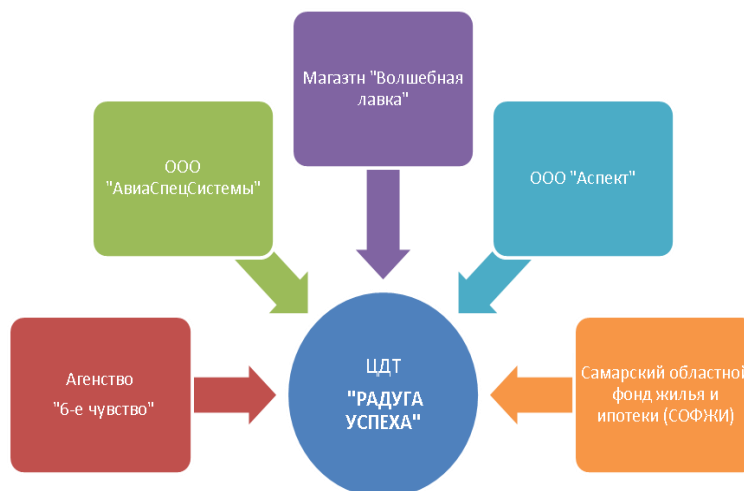 Магазтн "Волшебная
лавка"
ООО
"АвиаСпецСистемы"
ООО "Аспект"
Агенство
"6-е чувство"
ЦДТ
"РАДУГА
УСПЕХА"
Самарский областной
фонд жилья и
ипотеки (СОФЖИ)